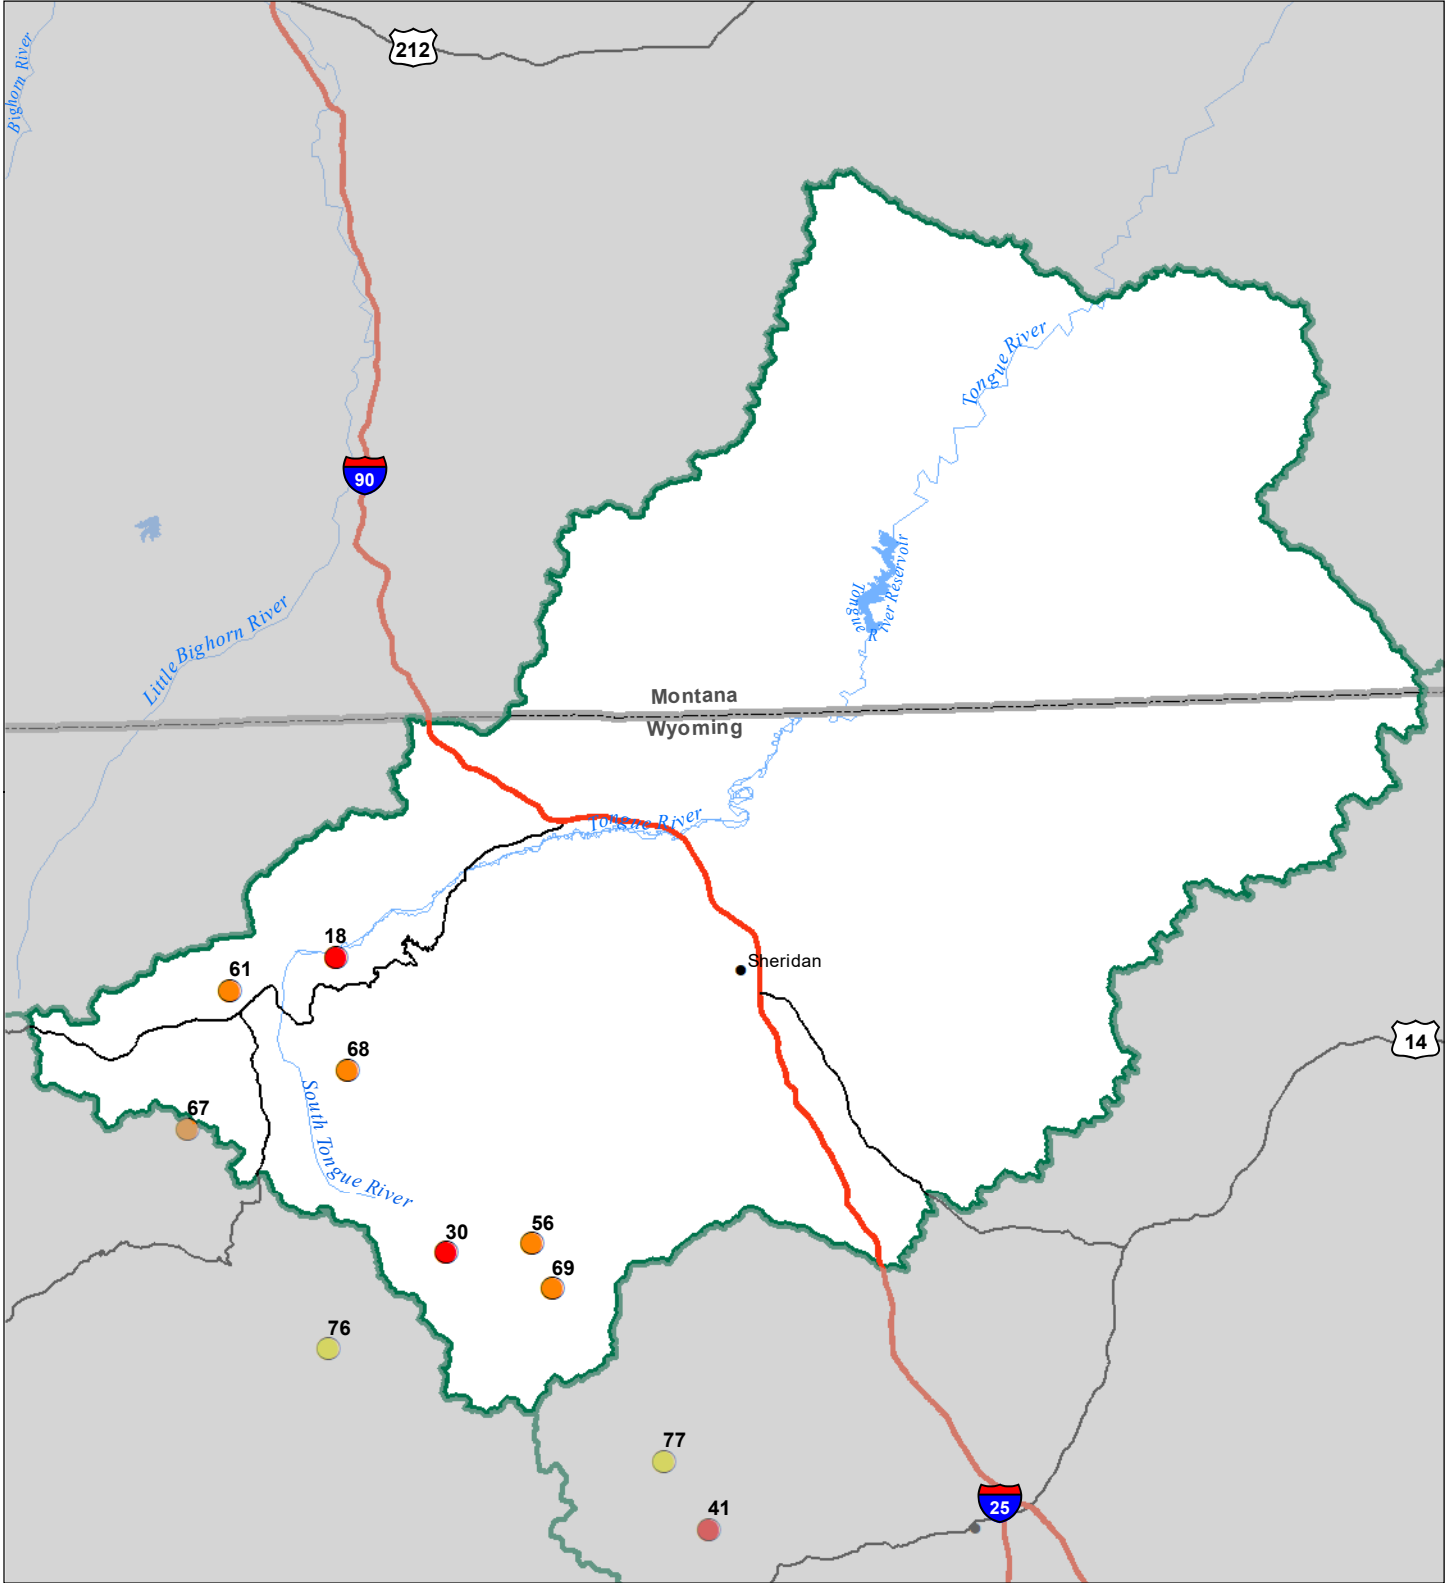 212
Bighorn River
Tongue River
90
Tongue
River Reservoir
Little Bighorn River
Montana
Wyoming
Tongue River
18
Sheridan
61
14
68
South Tongue River
67
30
56
69
76
77
41
25